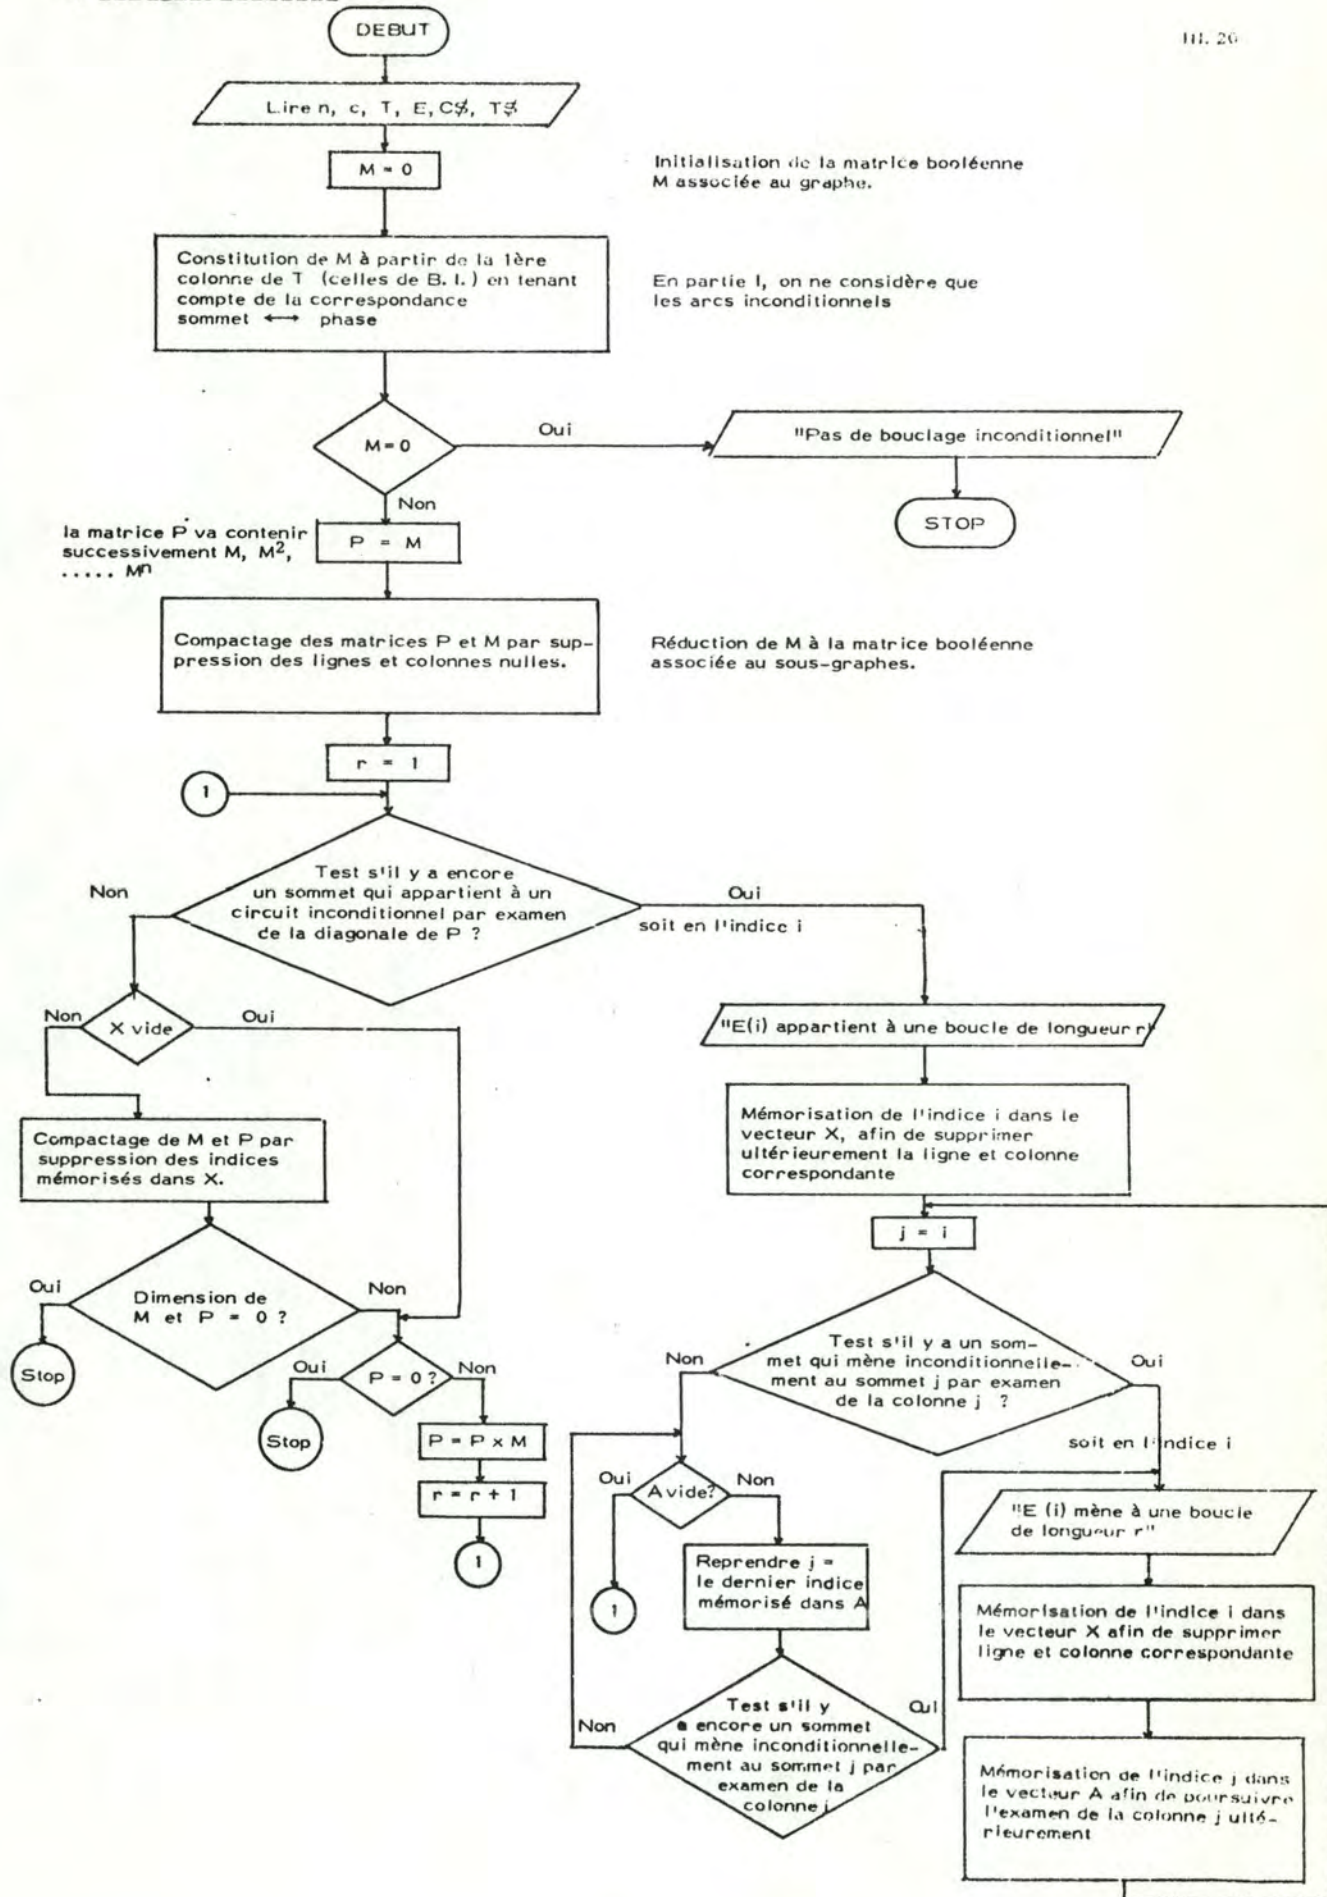 III. 20
DEBUT
Lire n, c, T, E, C$, T$
M = 0
Initialisation de la matrice booléenne
M associée au graphe.
Constitution de M à partir de la 1ère
colonne de T (celles de B. I.) en tenant
compte de la correspondance
sommet ⟷ phase
En partie I, on ne considère que
les arcs inconditionnels
M = 0
Oui
"Pas de bouclage inconditionnel"
Non
STOP
la matrice P va contenir
successivement M, M²,
..... Mⁿ
P = M
Compactage des matrices P et M par sup-
pression des lignes et colonnes nulles.
Réduction de M à la matrice booléenne
associée au sous-graphes.
r = 1
1
Test s'il y a encore
un sommet qui appartient à un
circuit inconditionnel par examen
de la diagonale de P ?
Non
Oui
soit en l'indice i
Non
X vide
Oui
"E(i) appartient à une boucle de longueur r"
Compactage de M et P par
suppression des indices
mémorisés dans X.
Mémorisation de l'indice i dans le
vecteur X, afin de supprimer
ultérieurement la ligne et colonne
correspondante
j = i
Oui
Dimension de
M et P = 0 ?
Non
Stop
Oui
P = 0 ?
Non
Stop
P = P x M
r = r + 1
1
Test s'il y a un som-
met qui mène inconditionnelle-
ment au sommet j par examen
de la colonne j ?
Non
Oui
soit en l'indice i
Oui
A vide?
Non
1
"E (i) mène à une boucle
de longueur r"
Reprendre j =
le dernier indice
mémorisé dans A
Mémorisation de l'indice i dans
le vecteur X afin de supprimer
ligne et colonne correspondante
Test s'il y
a encore un sommet
qui mène inconditionnelle-
ment au sommet j par
examen de la
colonne j
Non
Oui
Mémorisation de l'indice j dans
le vecteur A afin de poursuivre
l'examen de la colonne j ulté-
rieurement